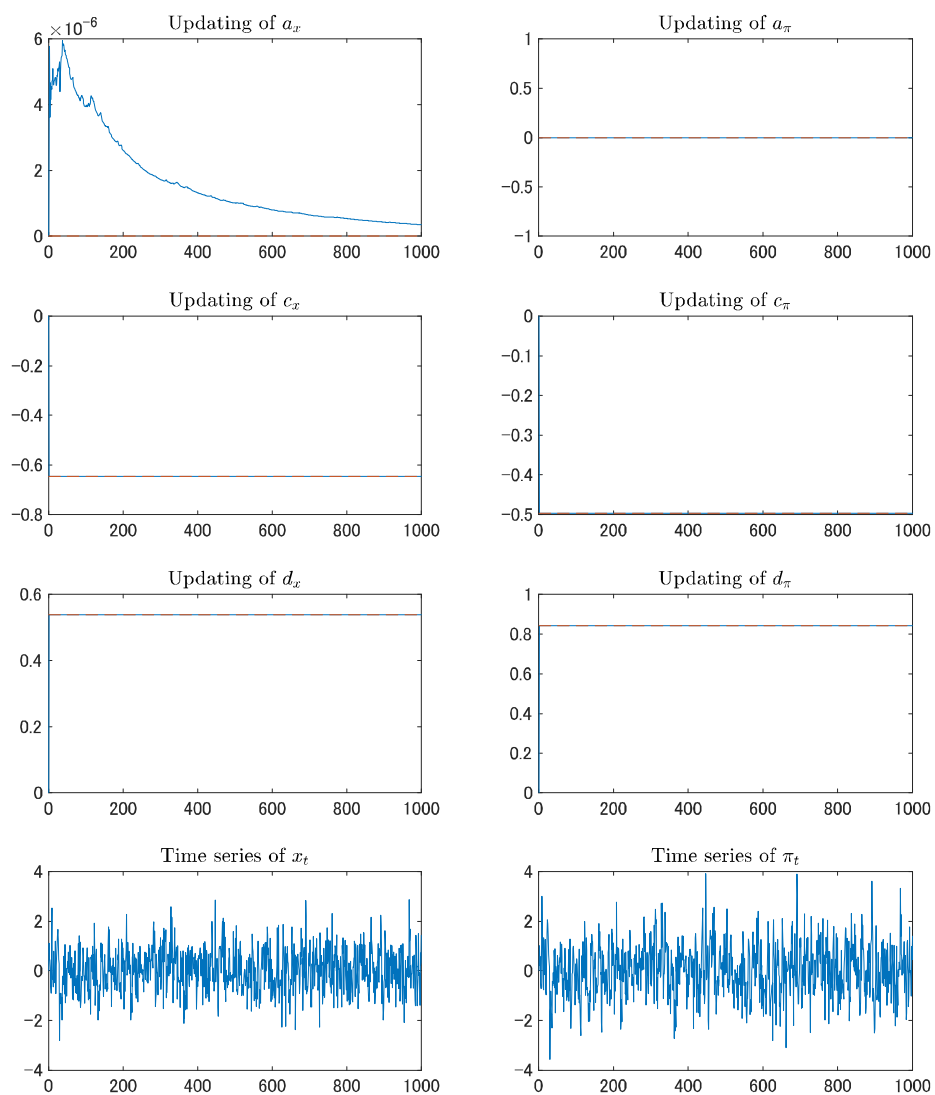 Updating of a_x
Updating of a_π
×10^-6
6
4
2
0
0 200 400 600 800 1000
1
0.5
0
−0.5
−1
0 200 400 600 800 1000
Updating of c_x
Updating of c_π
0
−0.2
−0.4
−0.6
−0.8
0 200 400 600 800 1000
0
−0.1
−0.2
−0.3
−0.4
−0.5
0 200 400 600 800 1000
Updating of d_x
Updating of d_π
0.6
0.4
0.2
0
0 200 400 600 800 1000
1
0.8
0.6
0.4
0.2
0
0 200 400 600 800 1000
Time series of x_t
Time series of π_t
4
2
0
−2
−4
0 200 400 600 800 1000
4
2
0
−2
−4
0 200 400 600 800 1000